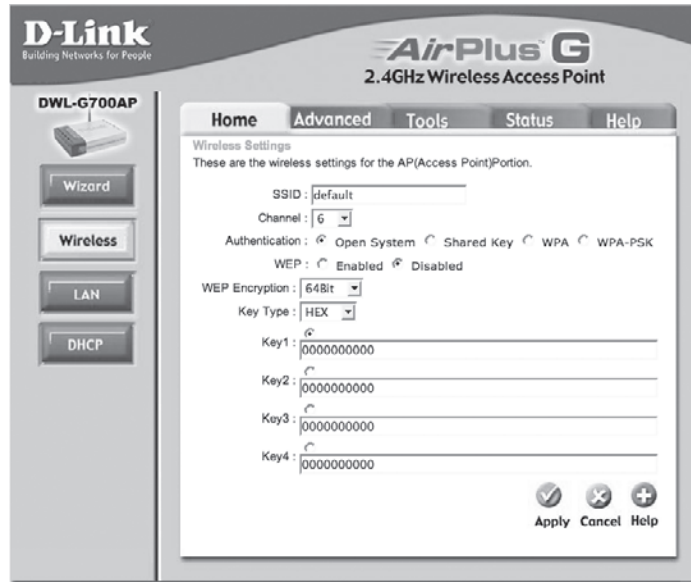 D-Link
Building Networks for People
AirPlus G
2.4GHz Wireless Access Point
DWL-G700AP
Wizard
Wireless
LAN
DHCP
Home Advanced Tools Status Help
Wireless Settings
These are the wireless settings for the AP(Access Point)Portion.
SSID : default
Channel : 6
Authentication : Open System Shared Key WPA WPA-PSK
WEP : Enabled Disabled
WEP Encryption : 64Bit
Key Type : HEX
Key1 : 0000000000
Key2 : 0000000000
Key3 : 0000000000
Key4 : 0000000000
Apply Cancel Help